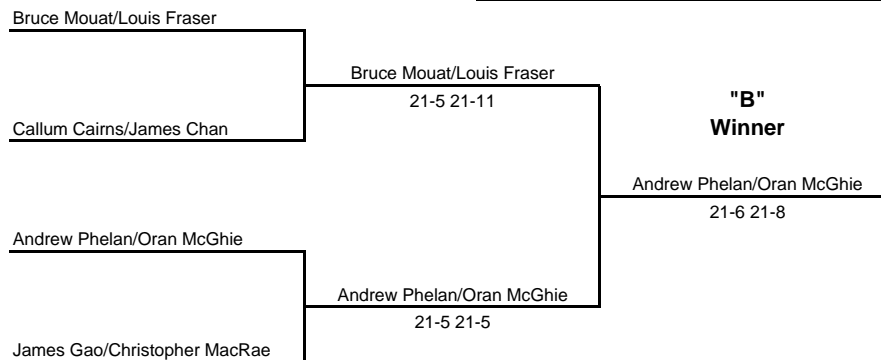 Bruce Mouat/Louis Fraser
Bruce Mouat/Louis Fraser
21-5 21-11
"B"
Winner
Callum Cairns/James Chan
Andrew Phelan/Oran McGhie
21-6 21-8
Andrew Phelan/Oran McGhie
Andrew Phelan/Oran McGhie
21-5 21-5
James Gao/Christopher MacRae